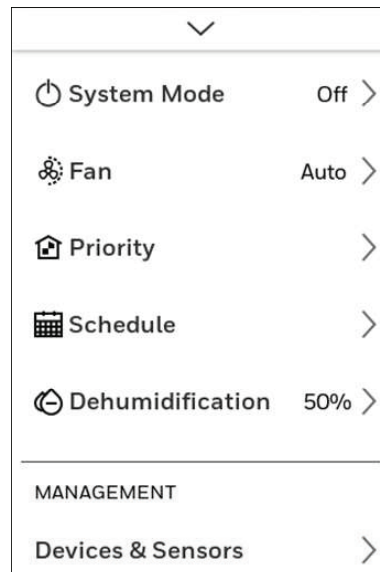 System Mode Off
Fan Auto
Priority
Schedule
Dehumidification 50%
MANAGEMENT
Devices & Sensors